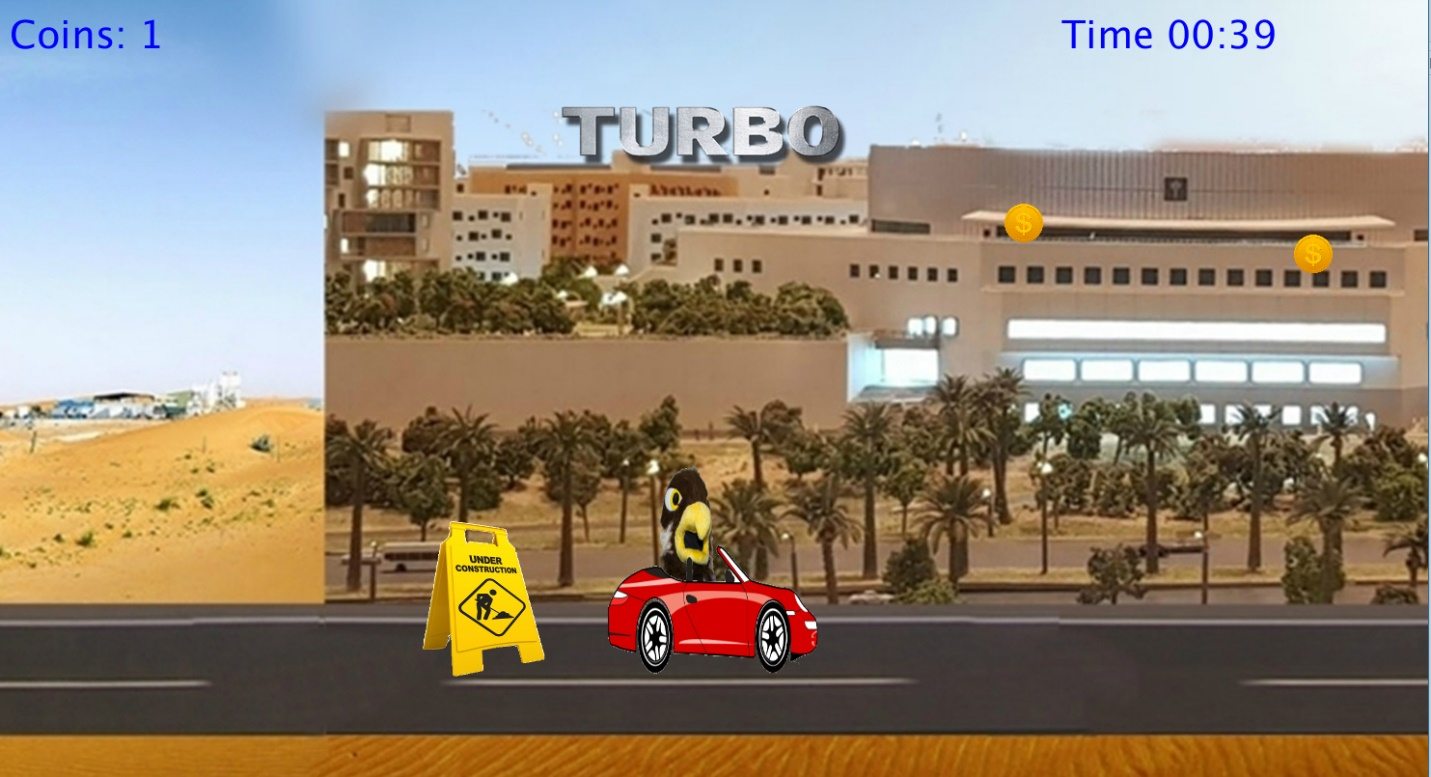 Coins: 1
Time 00:39
TURBO
$
$
UNDER
CONSTRUCTION